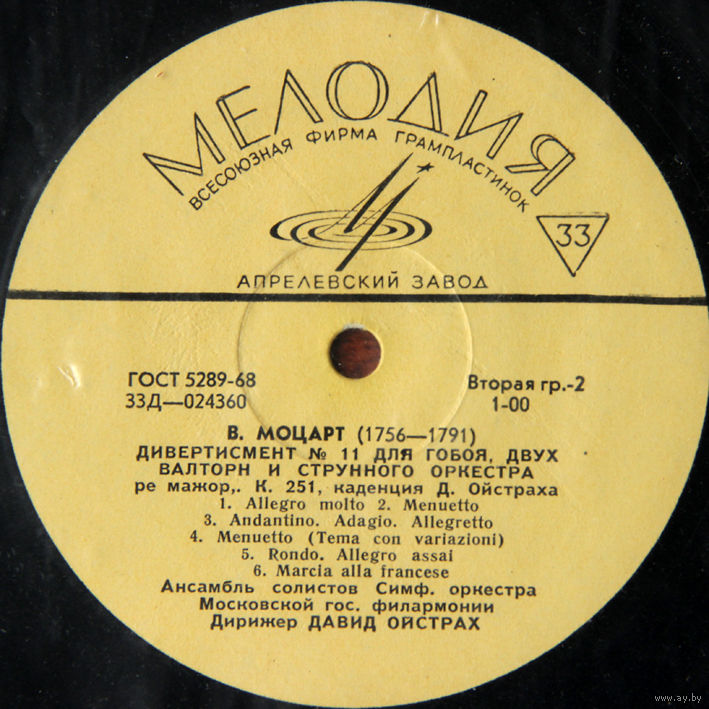 МЕЛОДИЯ
ВСЕСОЮЗНАЯ ФИРМА ГРАМПЛАСТИНОК
33
АПРЕЛЕВСКИЙ ЗАВОД
ГОСТ 5289-68
Вторая гр.-2
33Д—024360
1-00
В. МОЦАРТ (1756—1791)
ДИВЕРТИСМЕНТ № 11 ДЛЯ ГОБОЯ, ДВУХ
ВАЛТОРН И СТРУННОГО ОРКЕСТРА
ре мажор,. К. 251, каденция Д. Ойстраха
1. Allegro molto 2. Menuetto
3. Andantino. Adagio. Allegretto
4. Menuetto (Tema con variazioni)
5. Rondo. Allegro assai
6. Marcia alla francese
Ансамбль солистов Симф. оркестра
Московской гос. филармонии
Дирижер ДАВИД ОЙСТРАХ
www.ay.by